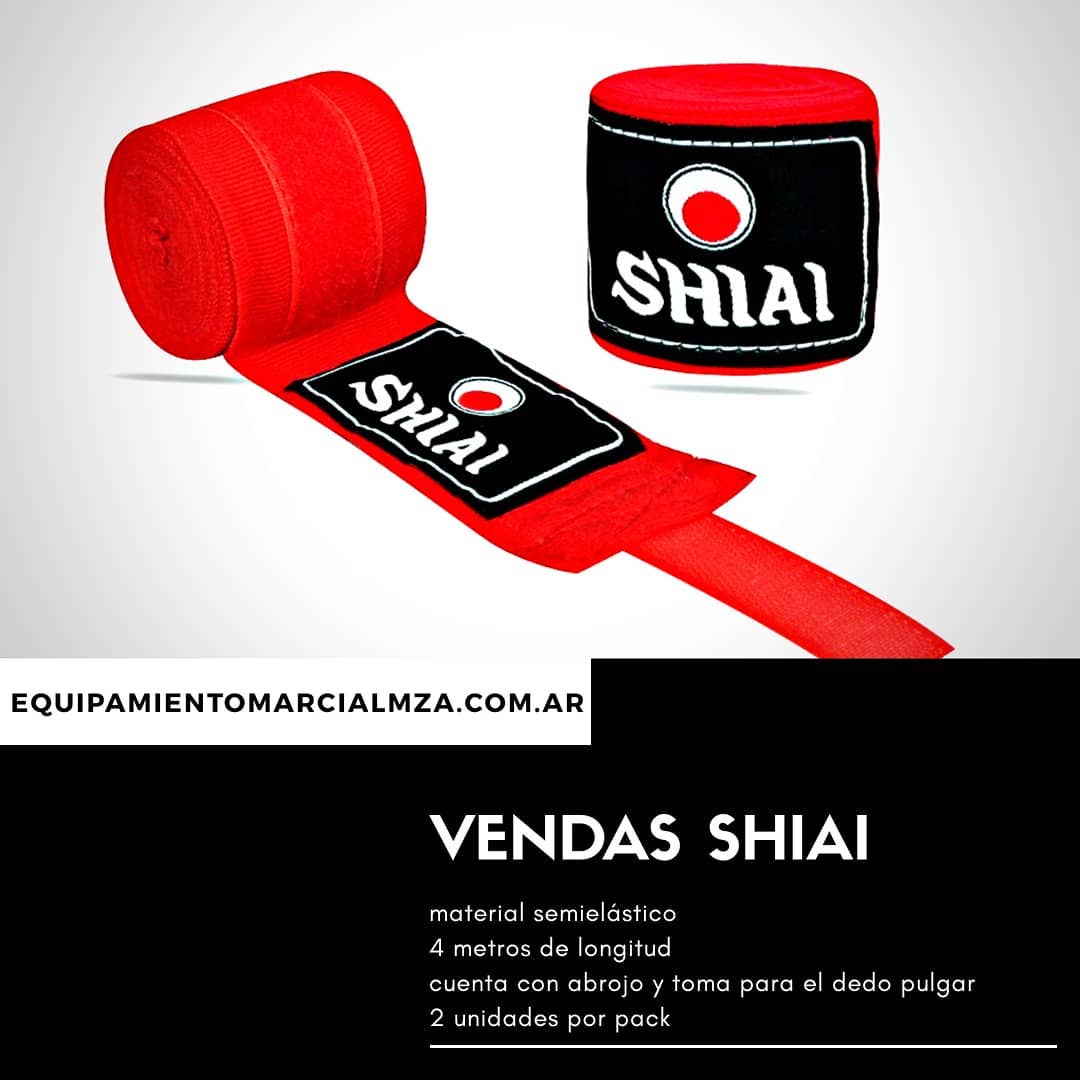 SHIAI
SHIAI
EQUIPAMIENTOMARCIALMZA.COM.AR
VENDAS SHIAI
material semielástico
4 metros de longitud
cuenta con abrojo y toma para el dedo pulgar
2 unidades por pack